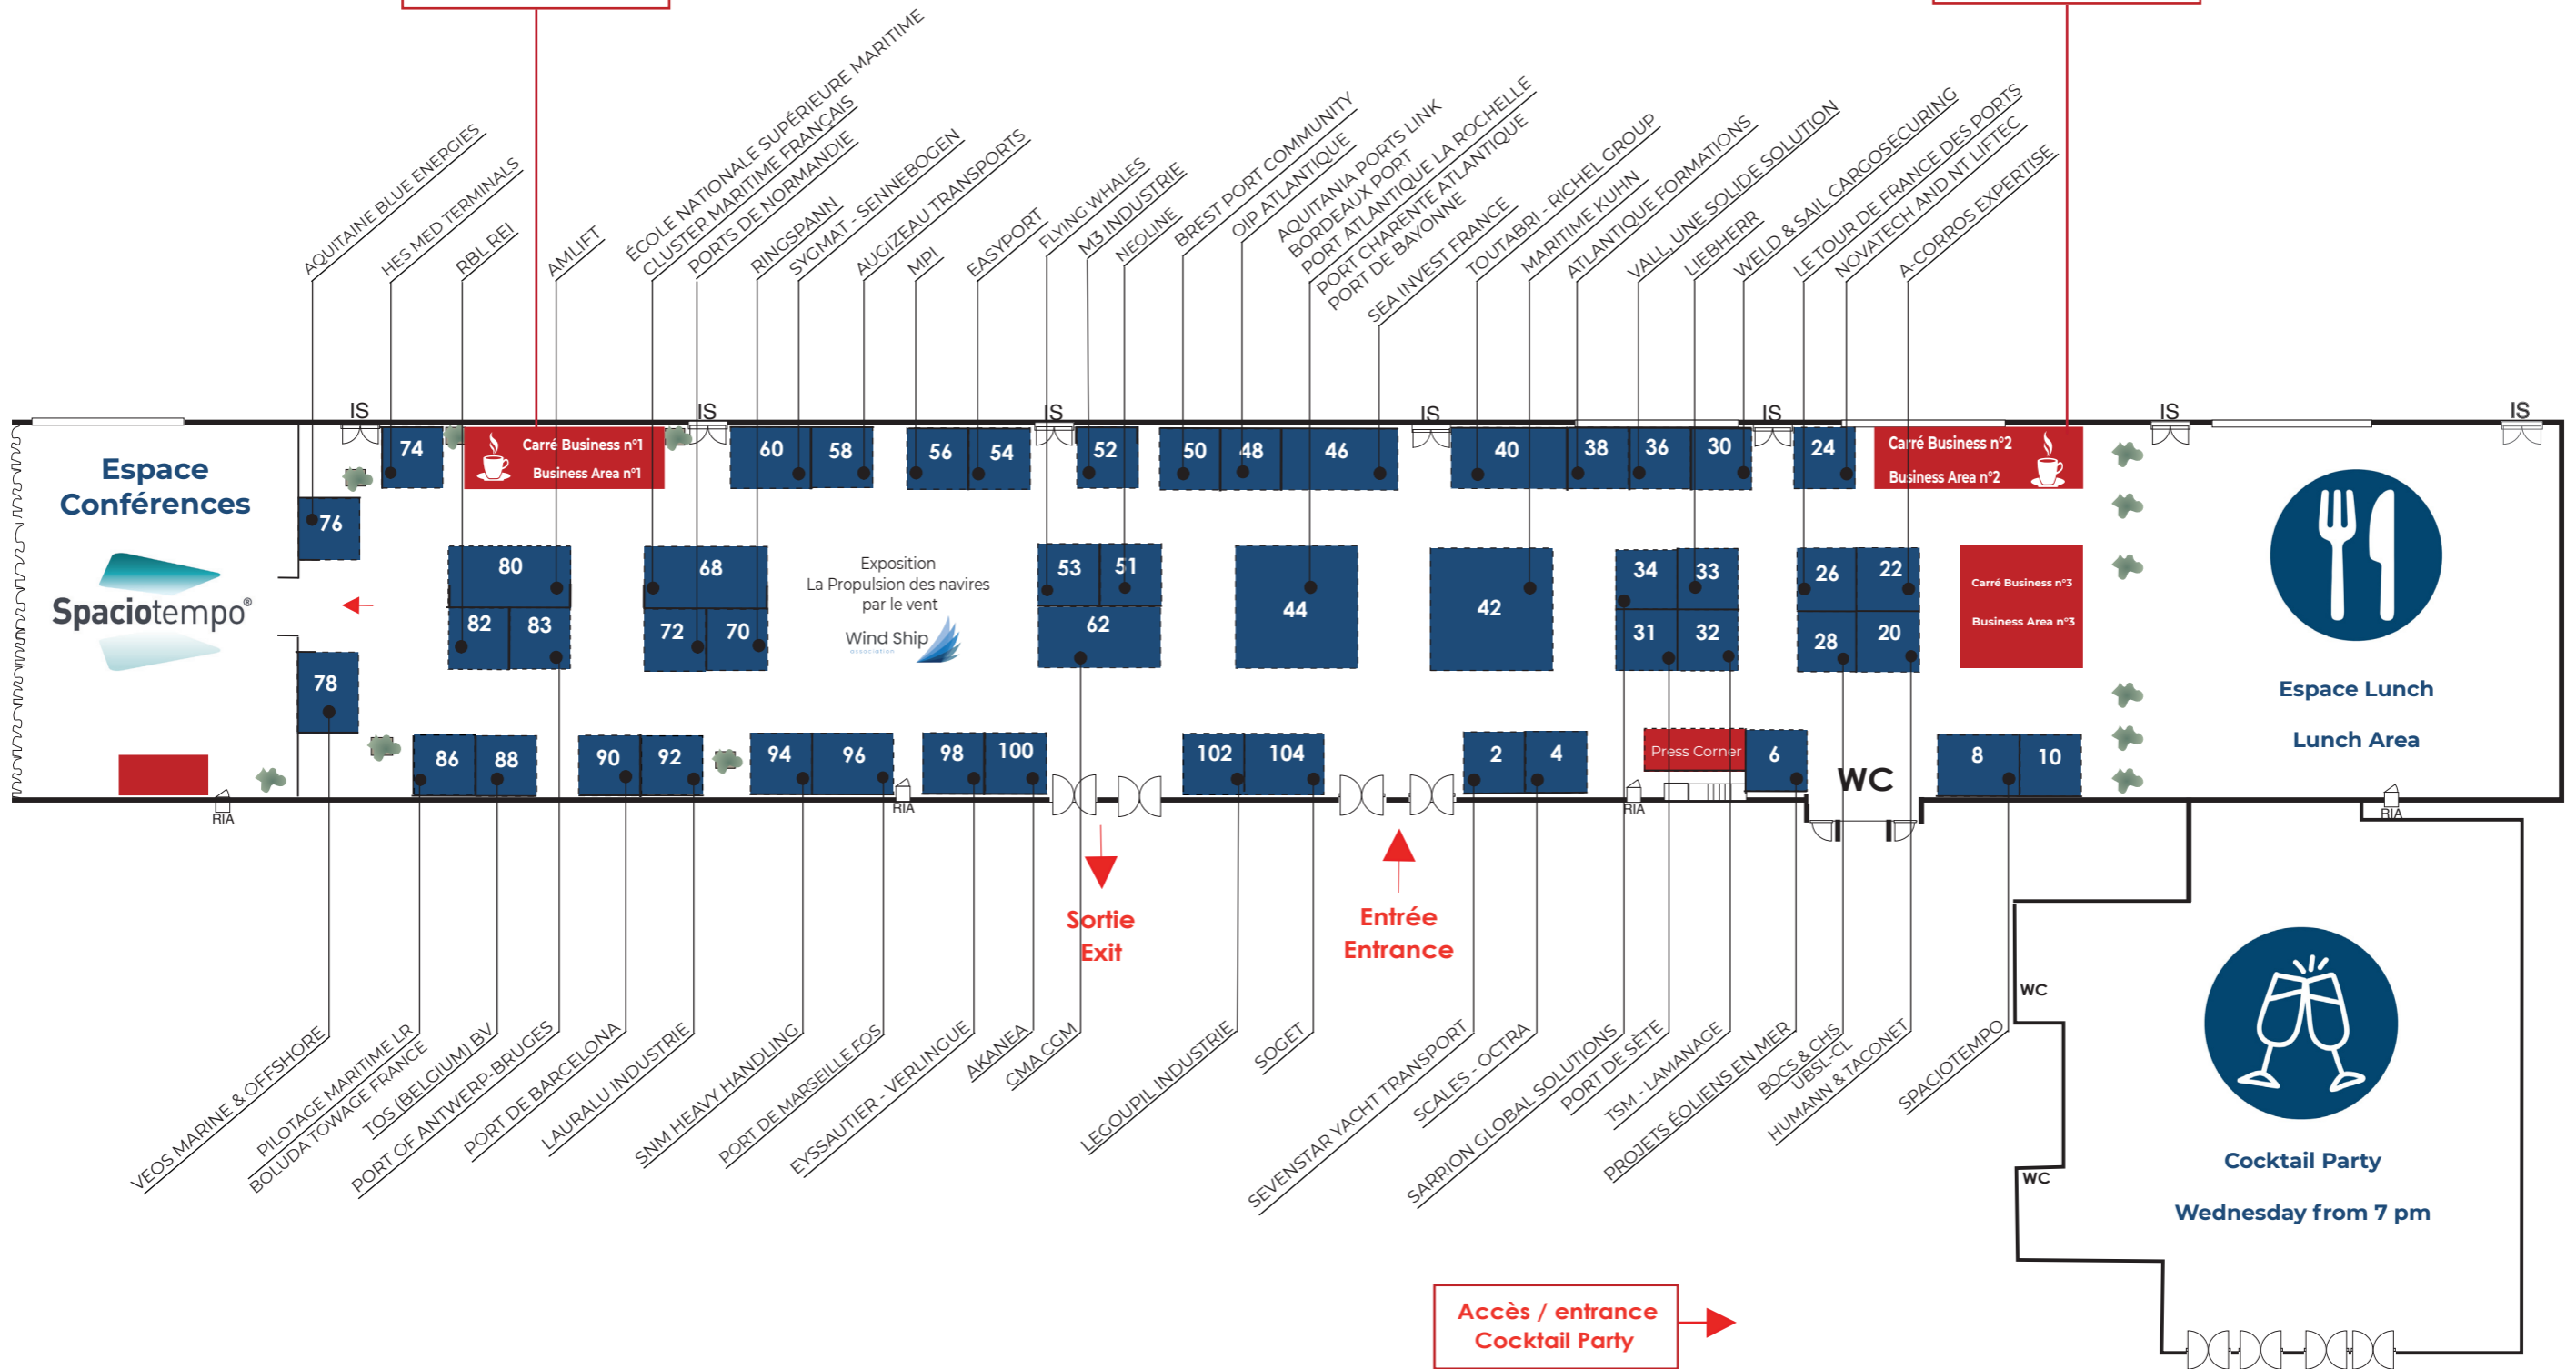 AQUITAINE BLUE ENERGIES
HES MED TERMINALS
RBL REI
AMLIFT
ÉCOLE NATIONALE SUPÉRIEURE MARITIME
CLUSTER MARITIME FRANÇAIS
PORTS DE NORMANDIE
RINGSPANN
SYGMAT - SENNEBOGEN
AUGIZEAU TRANSPORTS
MPI
EASYPORT
FLYING WHALES
M3 INDUSTRIE
NEOLINE
BREST PORT COMMUNITY
OIP ATLANTIQUE
AQUITANIA PORTS LINK
BORDEAUX PORT
PORT ATLANTIQUE LA ROCHELLE
PORT CHARENTE ATLANTIQUE
PORT DE BAYONNE
SEA INVEST FRANCE
TOUTABRI - RICHEL GROUP
MARITIME KUHN
ATLANTIQUE FORMATIONS
VALL, UNE SOLIDE SOLUTION
LIEBHERR
WELD & SAIL CARGOSECURING
LE TOUR DE FRANCE DES PORTS
NOVATECH AND NT LIFTEC
A-CORROS EXPERTISE
IS
IS
IS
IS
IS
IS
IS
Espace
Conférences
Spaciotempo®
74
Carré Business n°1
Business Area n°1
60
58
56
54
52
50
48
46
40
38
36
30
24
Carré Business n°2
Business Area n°2
76
78
80
82
83
68
72
70
Exposition
La Propulsion des navires
par le vent
Wind Ship
association
53
51
62
44
42
34
33
31
32
26
22
28
20
Carré Business n°3
Business Area n°3
Espace Lunch
Lunch Area
86
88
90
92
94
96
98
100
102
104
2
4
Press Corner
6
WC
8
10
RIA
RIA
RIA
RIA
Sortie
Exit
Entrée
Entrance
VEOS MARINE & OFFSHORE
PILOTAGE MARITIME LR
BOLUDA TOWAGE FRANCE
TOS (BELGIUM) BV
PORT OF ANTWERP-BRUGES
PORT DE BARCELONA
LAURALU INDUSTRIE
SNM HEAVY HANDLING
PORT DE MARSEILLE FOS
EYSSAUTIER - VERLINGUE
AKANEA
CMA CGM
LEGOUPIL INDUSTRIE
SOGET
SEVENSTAR YACHT TRANSPORT
SCALES - OCTRA
SARRION GLOBAL SOLUTIONS
PORT DE SÈTE
TSM - LAMANAGE
PROJETS ÉOLIENS EN MER
BOCS & CHS
UBSL-CL
HUMANN & TACONET
SPACIOTEMPO
WC
WC
Cocktail Party
Wednesday from 7 pm
Accès / entrance
Cocktail Party